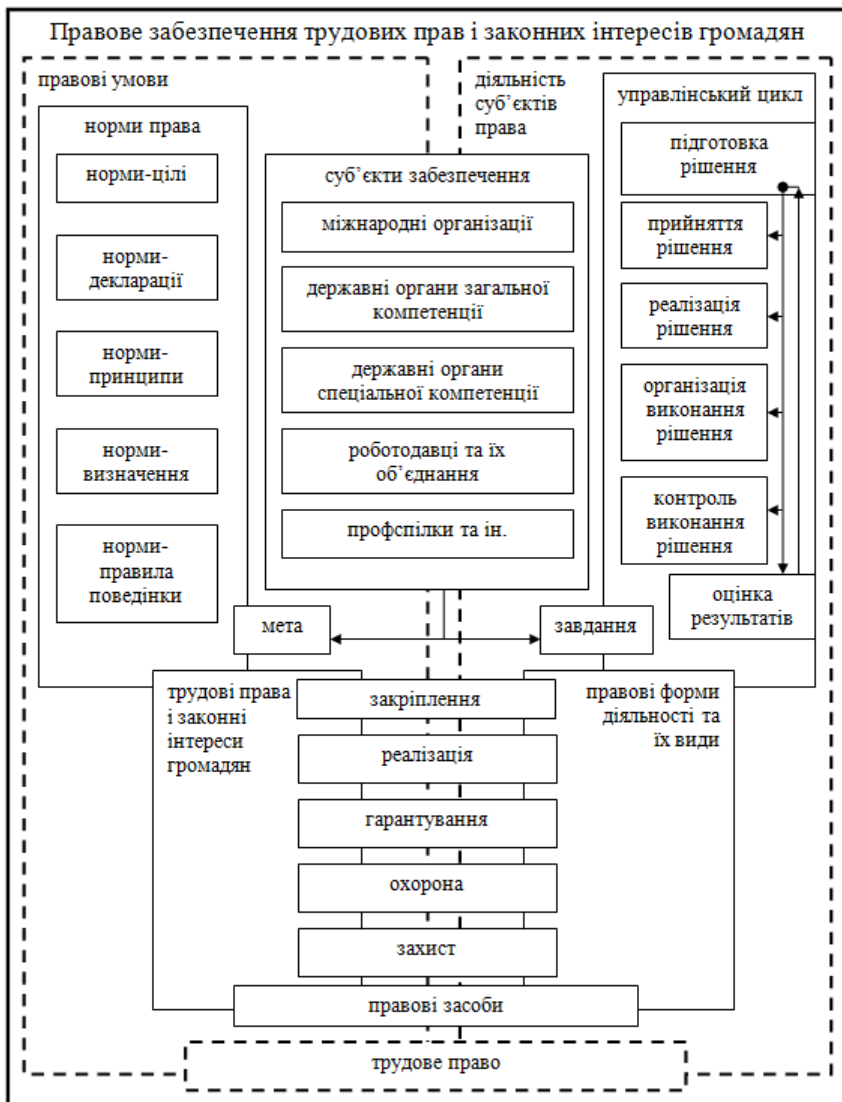 Правове забезпечення трудових прав і законних інтересів громадян
правові умови
норми права
норми-цілі
норми-
декларації
норми-
принципи
норми-
визначення
норми-
правила
поведінки
суб’єкти забезпечення
міжнародні організації
державні органи загальної
компетенції
державні органи
спеціальної компетенції
роботодавці та їх
об’єднання
профспілки та ін.
діяльність
суб’єктів
права
управлінський цикл
підготовка
рішення
прийняття
рішення
реалізація
рішення
організація
виконання
рішення
контроль
виконання
рішення
оцінка
результатів
мета
завдання
трудові права
і законні
інтереси
громадян
закріплення
реалізація
гарантування
охорона
захист
правові форми
діяльності та
їх види
правові засоби
трудове право